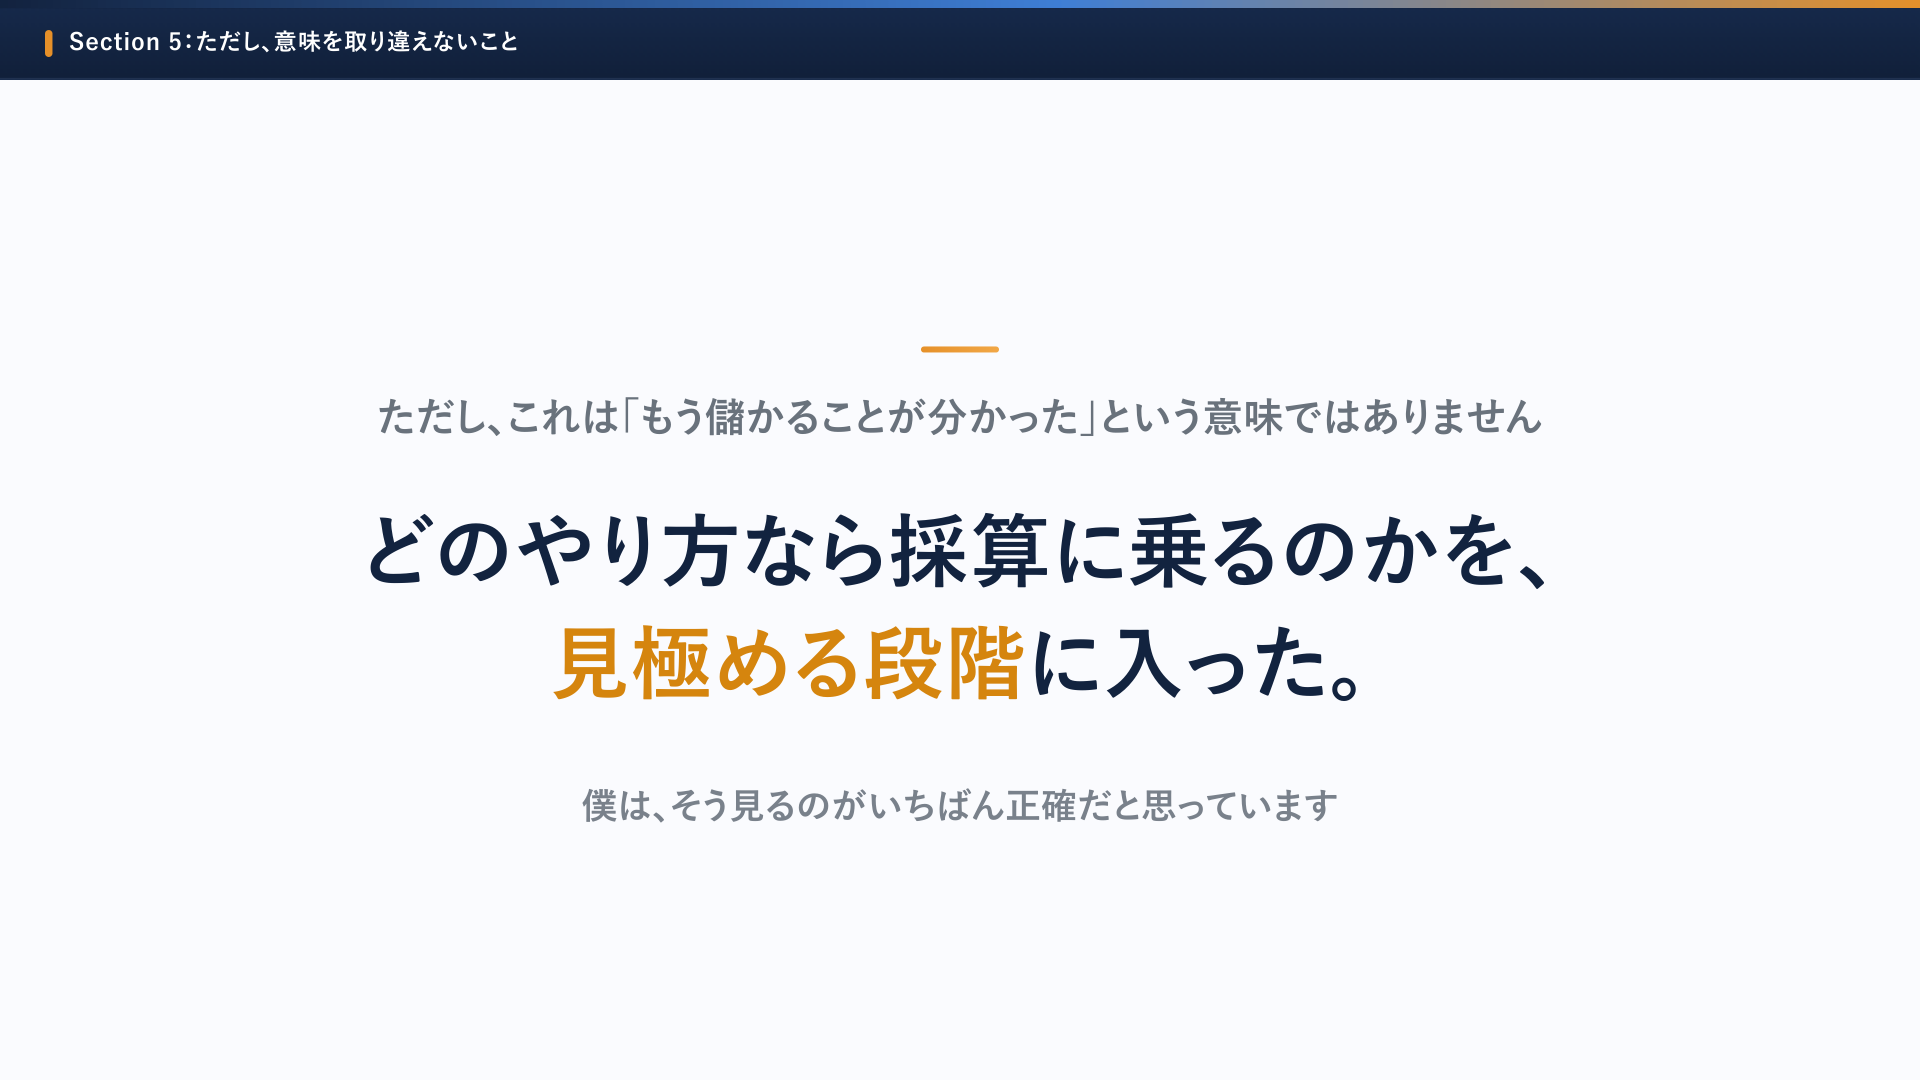 Section 5：ただし、意味を取り違えないこと
ただし、これは「もう儲かることが分かった」という意味ではありません
どのやり方なら採算に乗るのかを、
見極める段階に入った。
僕は、そう見るのがいちばん正確だと思っています